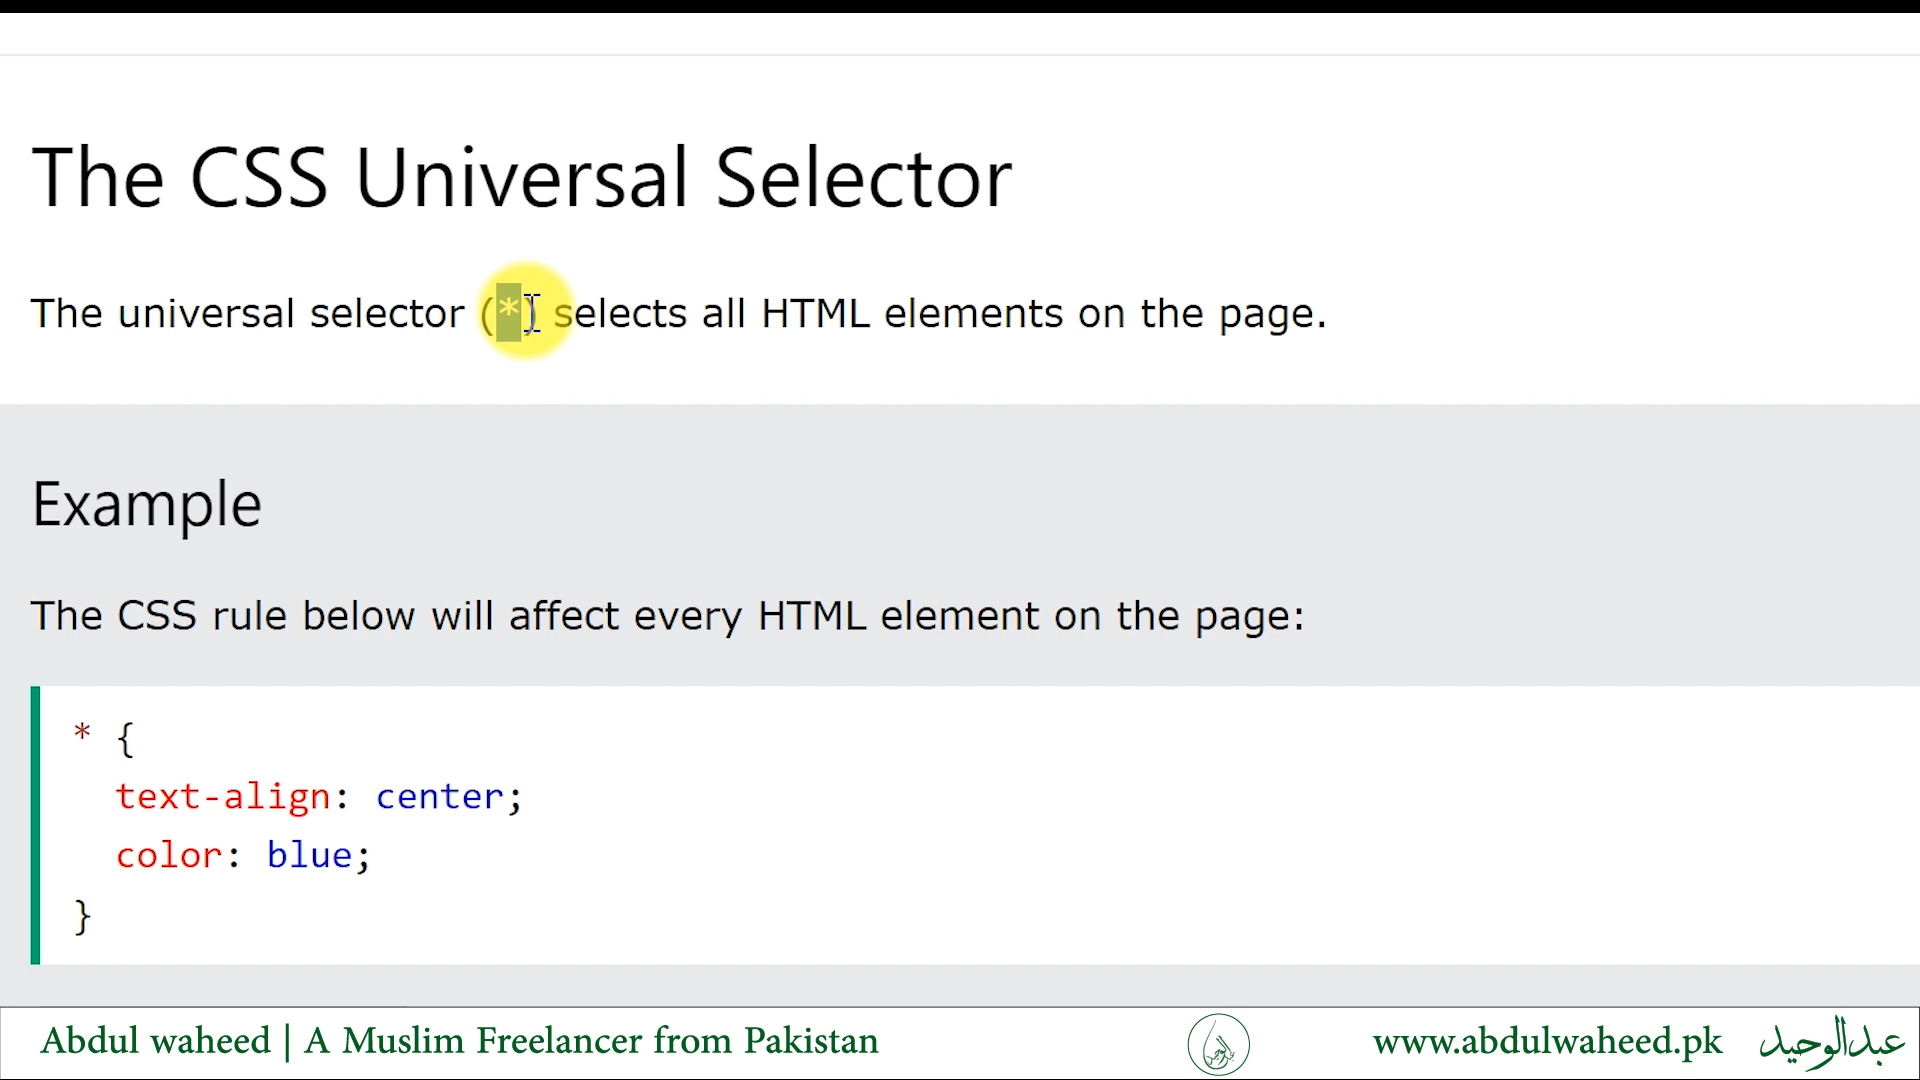 The CSS Universal Selector
The universal selector (*) selects all HTML elements on the page.
Example
The CSS rule below will affect every HTML element on the page:
* {
text-align: center;
color: blue;
}
Abdul waheed | A Muslim Freelancer from Pakistan
www.abdulwaheed.pk
عبدالوحید